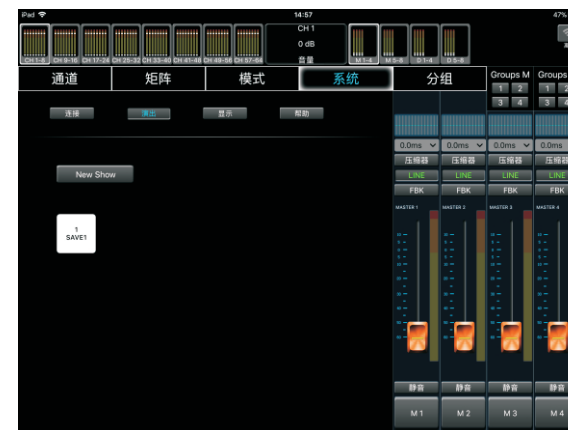 iPad 14:57 47%
CH 1
0 dB
音量
CH 1-8 CH 9-16 CH 17-24 CH 25-32 CH 33-40 CH 41-48 CH 49-56 CH 57-64 M 1-4 M 5-8 D 1-4 D 5-8
通道 矩阵 模式 系统 分组 Groups M Groups
1 2 1 2
3 4 3 4
连接 演出 显示 帮助
0.0ms 0.0ms 0.0ms 0.0ms
压缩器 压缩器 压缩器 压缩器
LINE LINE LINE LINE
New Show
FBK FBK FBK FBK
MASTER 1 MASTER 2 MASTER 3 MASTER 4
1
SAVE1
静音 静音 静音 静音
M 1 M 2 M 3 M 4